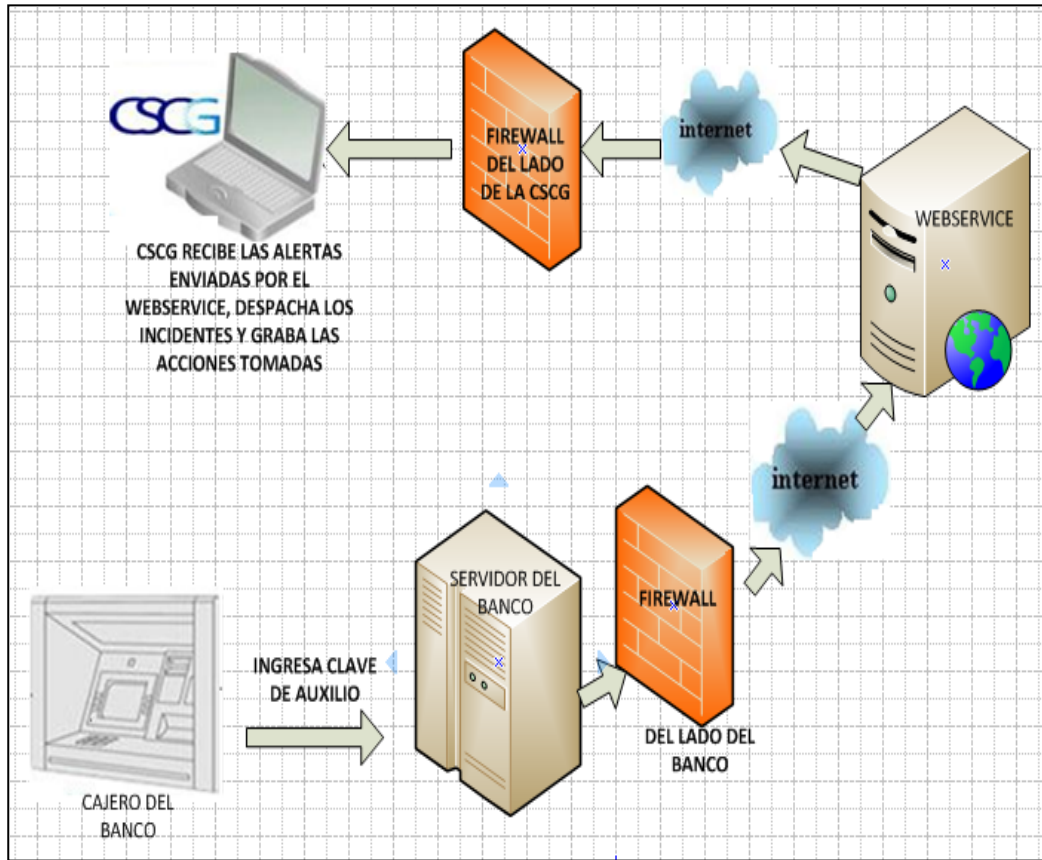 CSCG
FIREWALL
DEL LADO
DE LA CSCG
internet
WEBSERVICE
CSCG RECIBE LAS ALERTAS
ENVIADAS POR EL
WEBSERVICE, DESPACHA LOS
INCIDENTES Y GRABA LAS
ACCIONES TOMADAS
internet
SERVIDOR DEL
BANCO
FIREWALL
INGRESA CLAVE
DE AUXILIO
DEL LADO DEL
BANCO
CAJERO DEL
BANCO